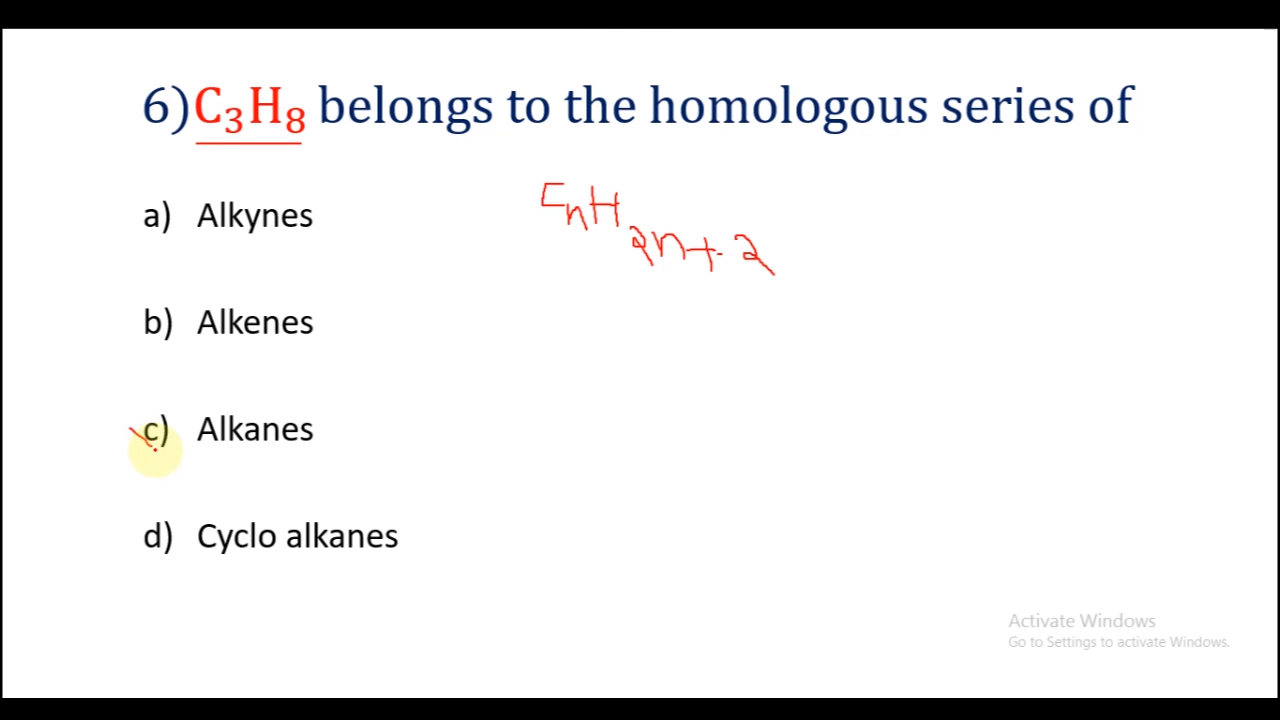 6)C₃H₈ belongs to the homologous series of
CnH2n+2
a) Alkynes
b) Alkenes
c) Alkanes
d) Cyclo alkanes
Activate Windows
Go to Settings to activate Windows.